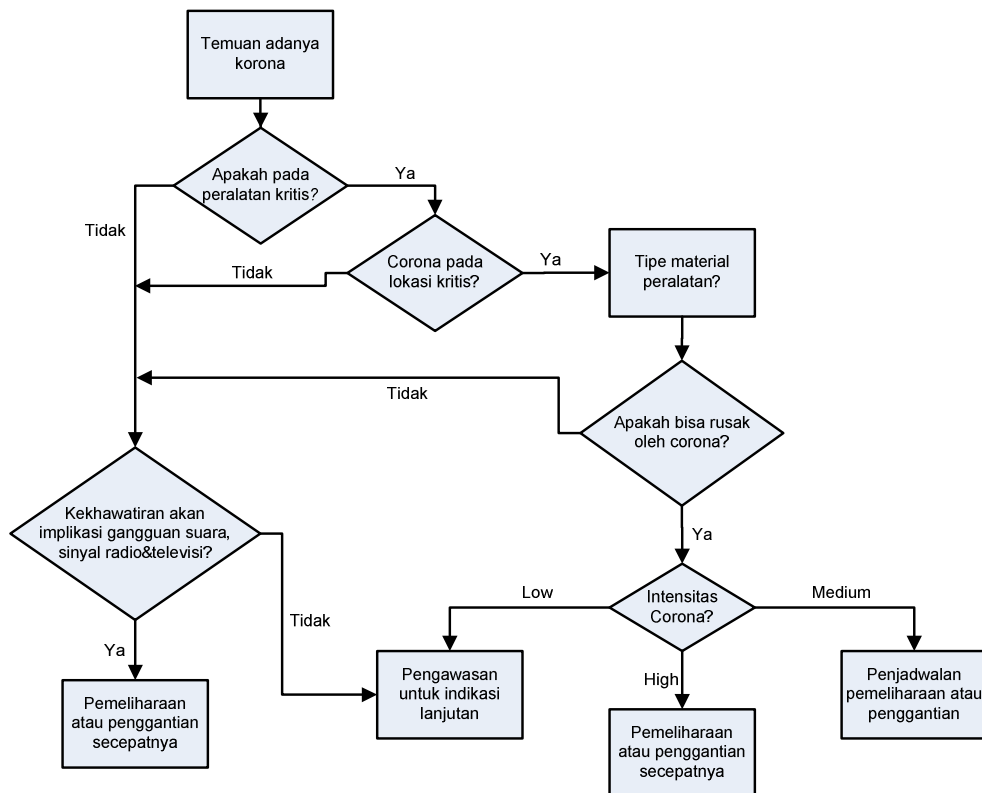 Temuan adanya
korona
Apakah pada
peralatan kritis?
Ya
Tidak
Corona pada
lokasi kritis?
Tidak
Ya
Tipe material
peralatan?
Tidak
Apakah bisa rusak
oleh corona?
Kekhawatiran akan
implikasi gangguan suara,
sinyal radio&televisi?
Ya
Tidak
Ya
Intensitas
Corona?
Low
Medium
High
Pemeliharaan
atau penggantian
secepatnya
Pengawasan
untuk indikasi
lanjutan
Pemeliharaan
atau penggantian
secepatnya
Penjadwalan
pemeliharaan atau
penggantian